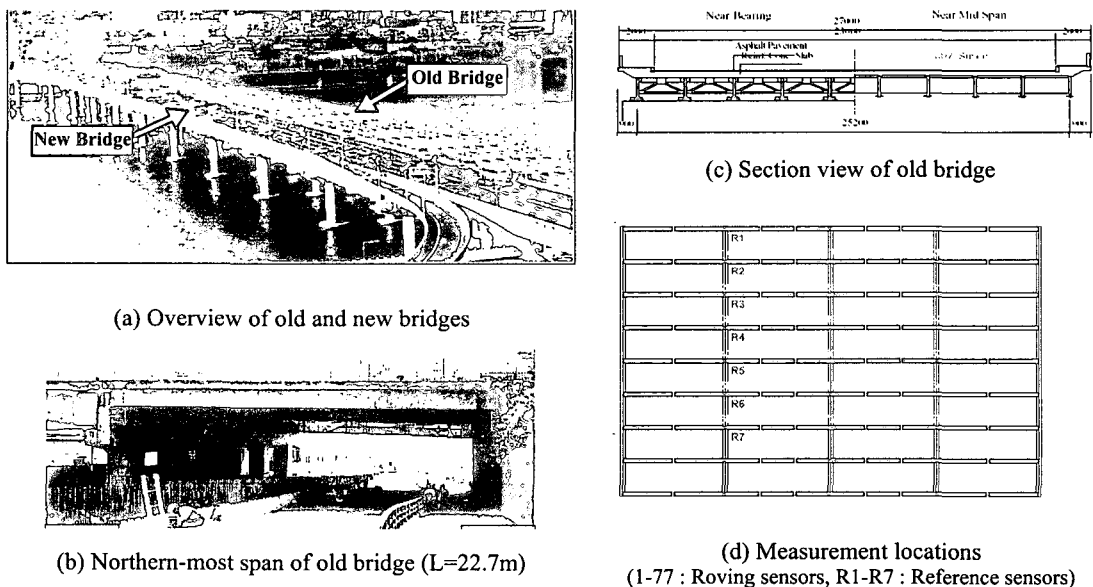 Old Bridge
New Bridge
(a) Overview of old and new bridges
(b) Northern-most span of old bridge (L=22.7m)
Near Bearing
27000
Near Mid Span
Asphalt Pavement
25200
(c) Section view of old bridge
R1
R2
R3
R4
R5
R6
R7
(d) Measurement locations
(1-77 : Roving sensors, R1-R7 : Reference sensors)